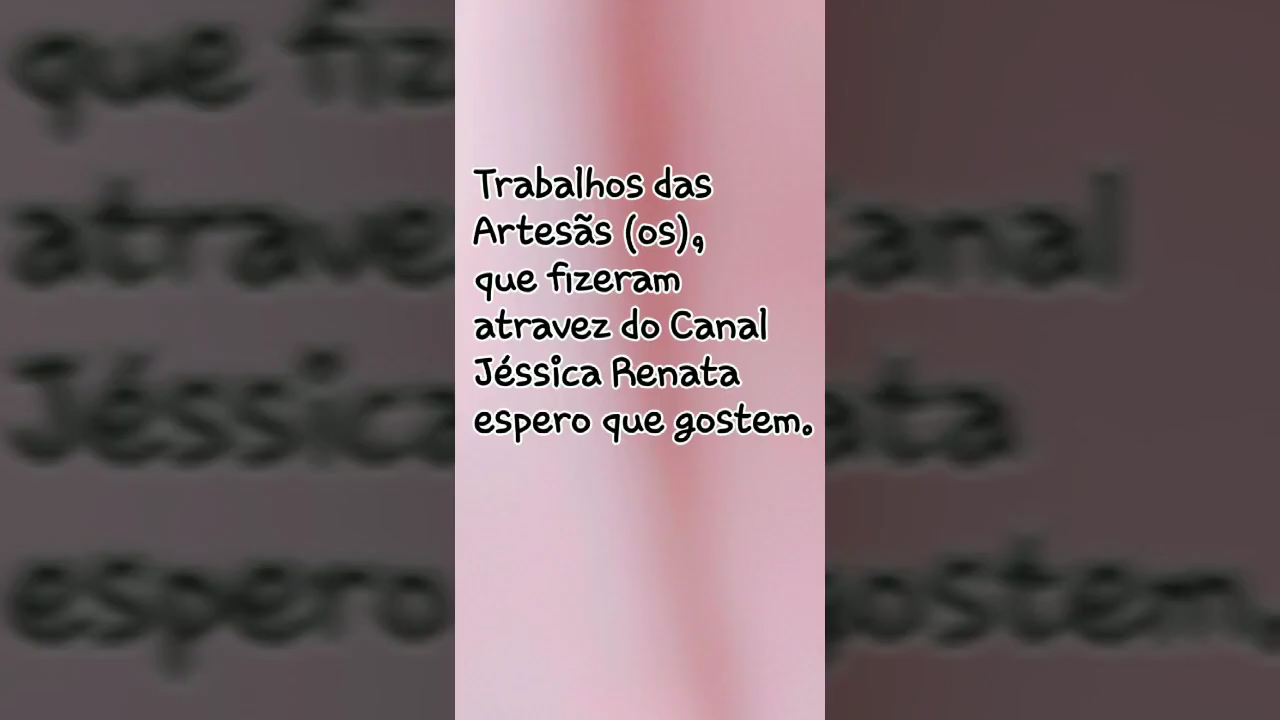 Trabalhos das
Artesãs (os),
que fizeram
atravez do Canal
Jéssica Renata
espero que gostem.